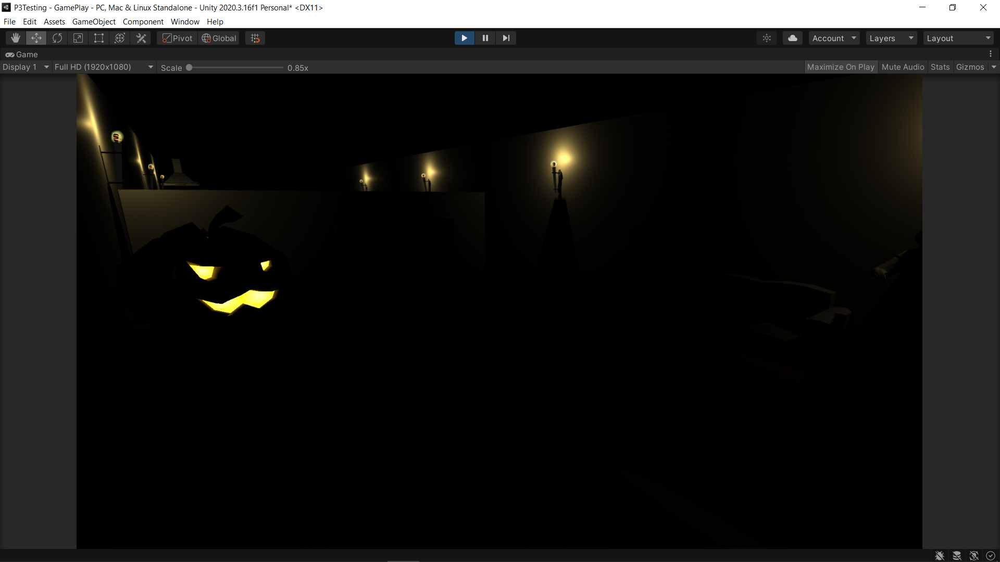 P3Testing - GamePlay - PC, Mac & Linux Standalone - Unity 2020.3.16f1 Personal* <DX11>
File Edit Assets GameObject Component Window Help
Pivot Global Account Layers Layout
Game
Display 1 Full HD (1920x1080) Scale 0.85x Maximize On Play Mute Audio Stats Gizmos